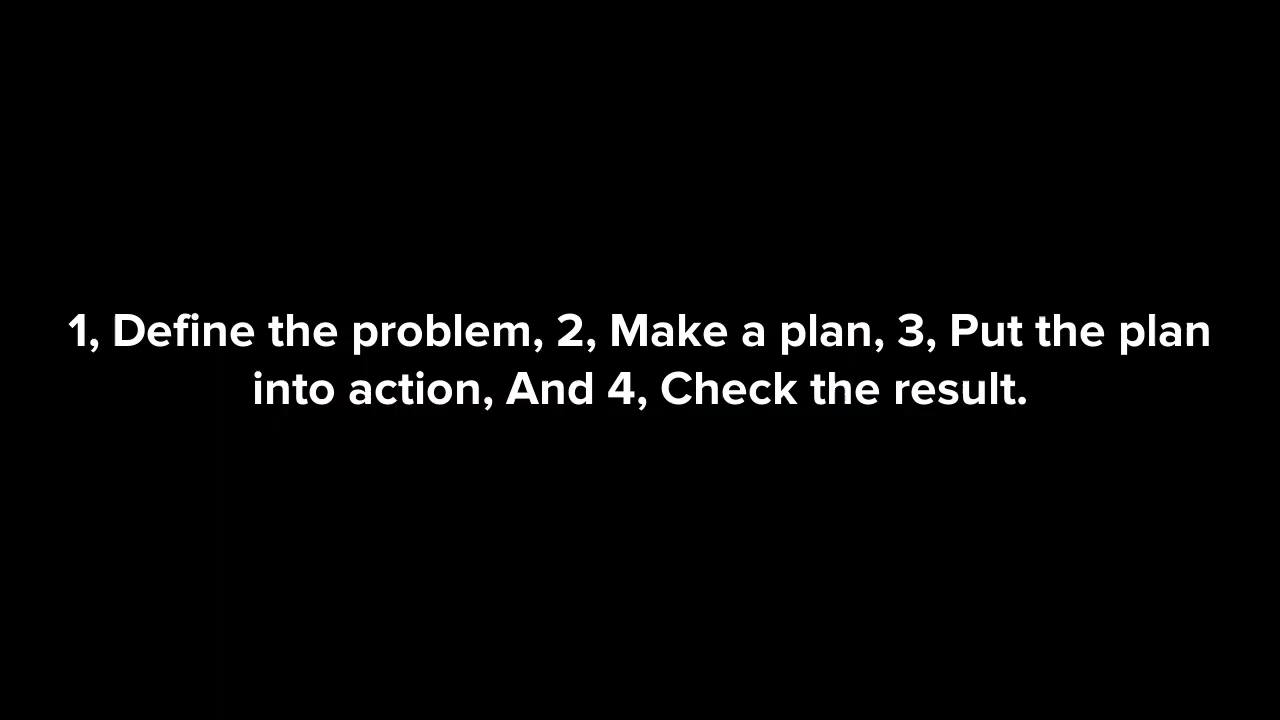 1, Define the problem, 2, Make a plan, 3, Put the plan
into action, And 4, Check the result.